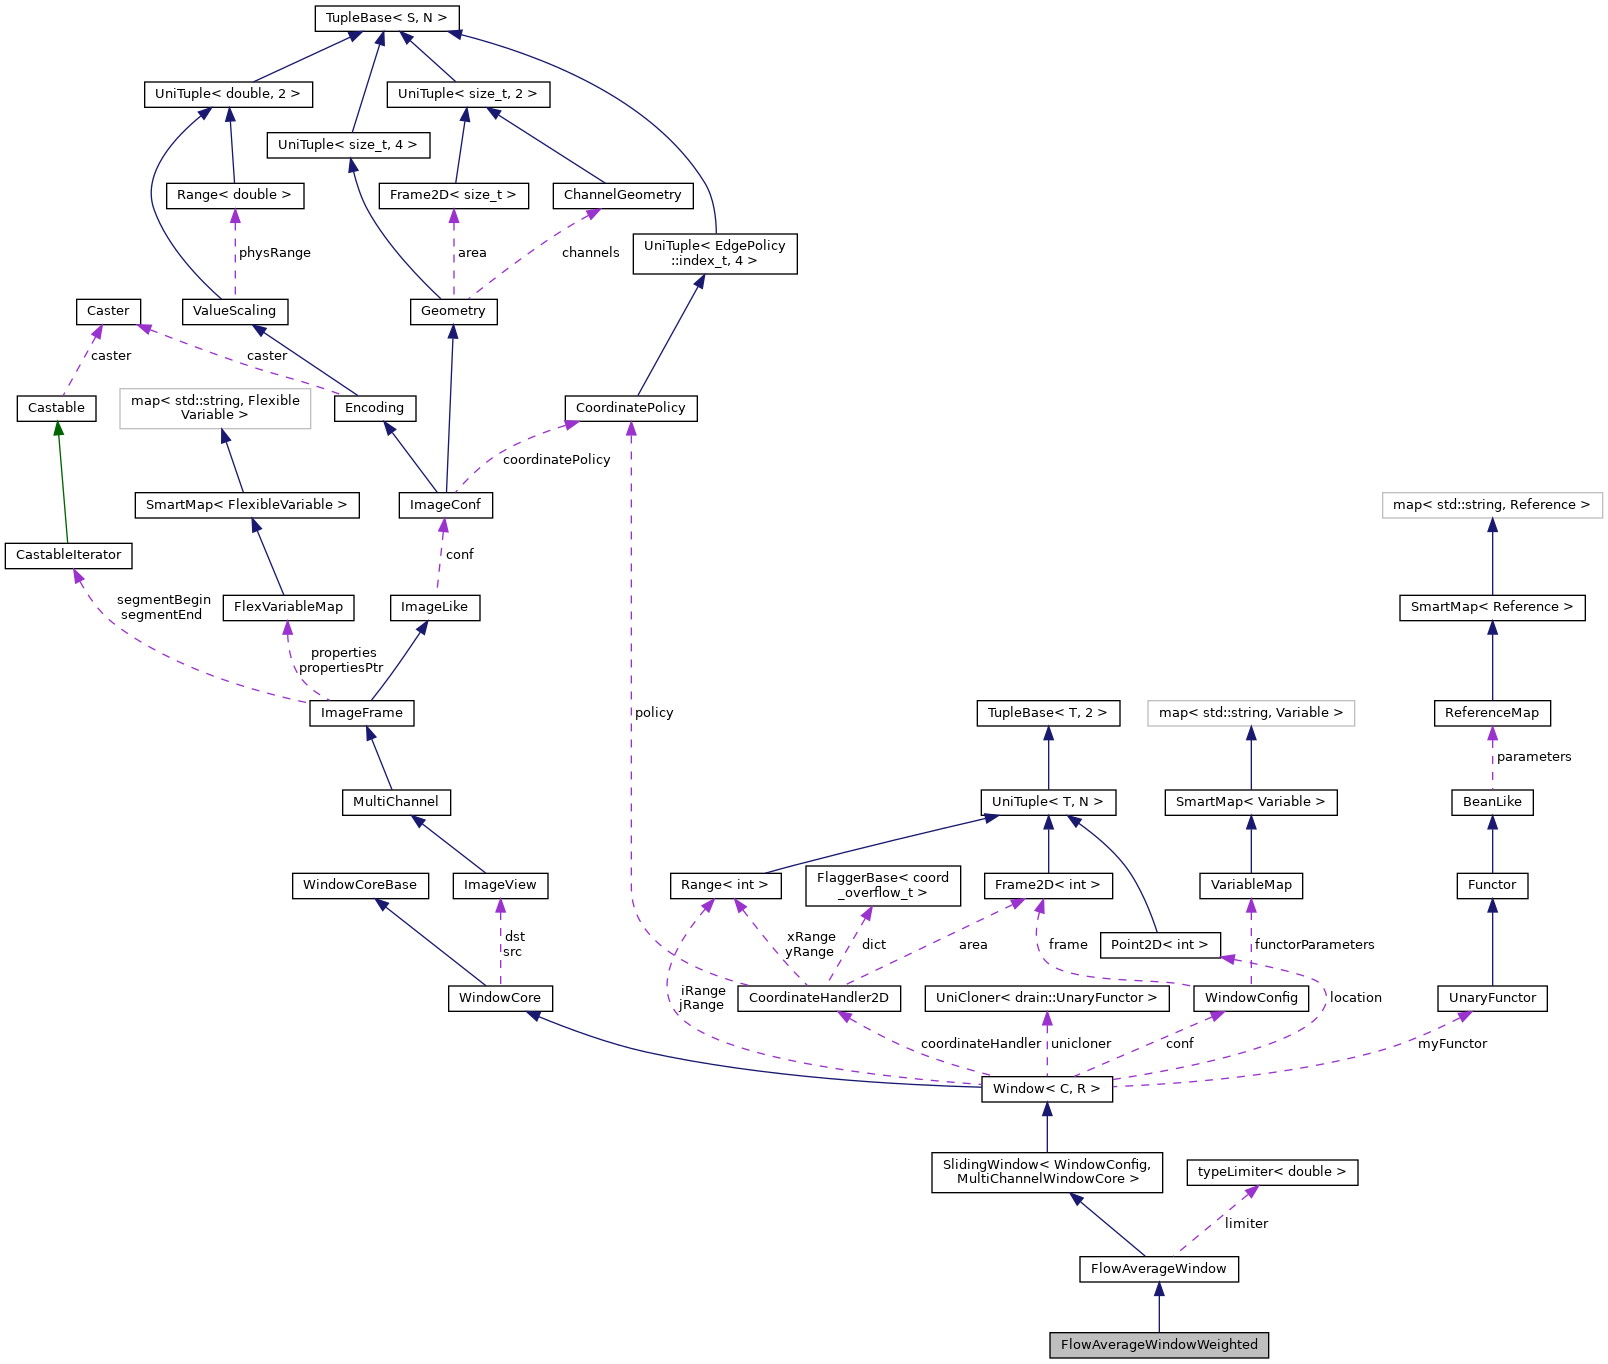 TupleBase< S, N >
UniTuple< double, 2 >
UniTuple< size_t, 2 >
UniTuple< size_t, 4 >
Range< double >
Frame2D< size_t >
ChannelGeometry
UniTuple< EdgePolicy
::index_t, 4 >
physRange
area
channels
Caster
ValueScaling
Geometry
caster
caster
Castable
map< std::string, Flexible
Variable >
Encoding
CoordinatePolicy
coordinatePolicy
SmartMap< FlexibleVariable >
ImageConf
map< std::string, Reference >
CastableIterator
conf
segmentBegin
segmentEnd
FlexVariableMap
ImageLike
SmartMap< Reference >
properties
propertiesPtr
ImageFrame
policy
TupleBase< T, 2 >
map< std::string, Variable >
ReferenceMap
parameters
MultiChannel
UniTuple< T, N >
SmartMap< Variable >
BeanLike
WindowCoreBase
ImageView
Range< int >
FlaggerBase< coord
_overflow_t >
Frame2D< int >
VariableMap
Functor
dst
src
xRange
yRange
dict
area
frame
Point2D< int >
functorParameters
WindowCore
iRange
jRange
CoordinateHandler2D
UniCloner< drain::UnaryFunctor >
WindowConfig
location
UnaryFunctor
coordinateHandler
unicloner
conf
myFunctor
Window< C, R >
SlidingWindow< WindowConfig,
MultiChannelWindowCore >
typeLimiter< double >
limiter
FlowAverageWindow
FlowAverageWindowWeighted